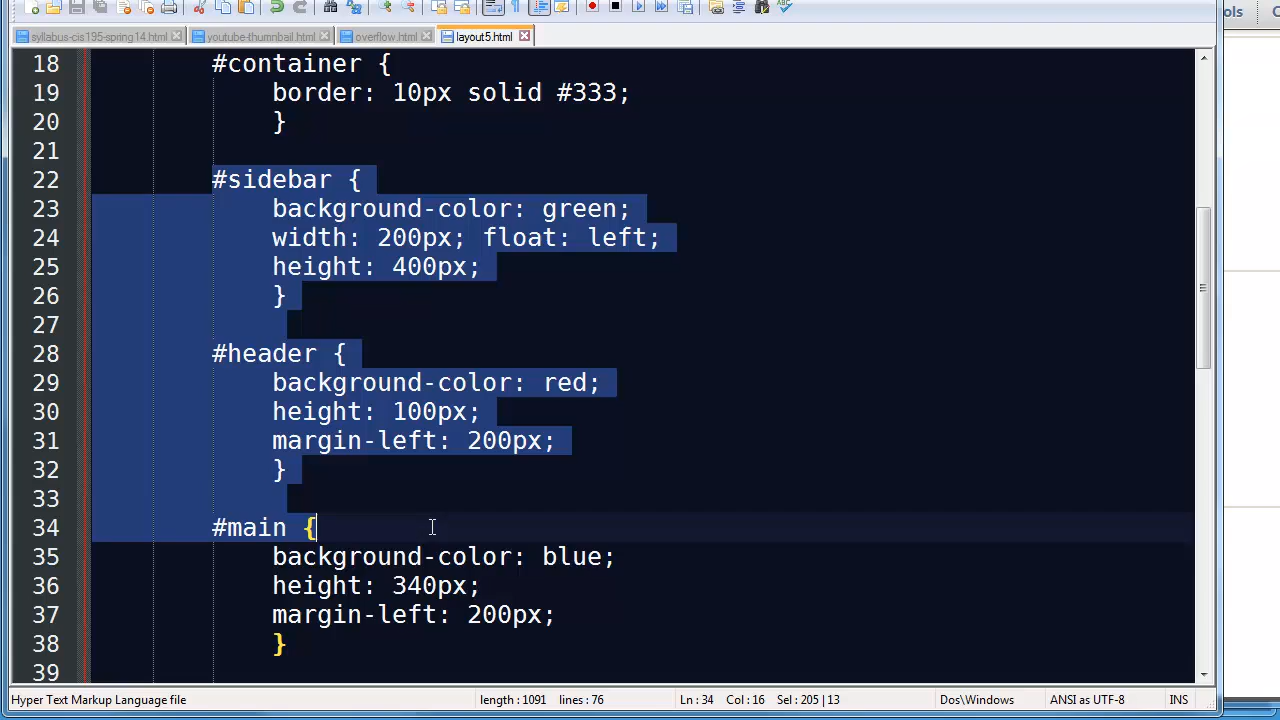 ols
syllabus-cis195-spring14.html youtube-thumnbail.html overflow.html layout5.html
18 #container {
19 border: 10px solid #333;
20 }
21
22 #sidebar {
23 background-color: green;
24 width: 200px; float: left;
25 height: 400px;
26 }
27
28 #header {
29 background-color: red;
30 height: 100px;
31 margin-left: 200px;
32 }
33
34 #main {
35 background-color: blue;
36 height: 340px;
37 margin-left: 200px;
38 }
39
Hyper Text Markup Language file length : 1091 lines : 76 Ln : 34 Col : 16 Sel : 205 | 13 Dos\Windows ANSI as UTF-8 INS